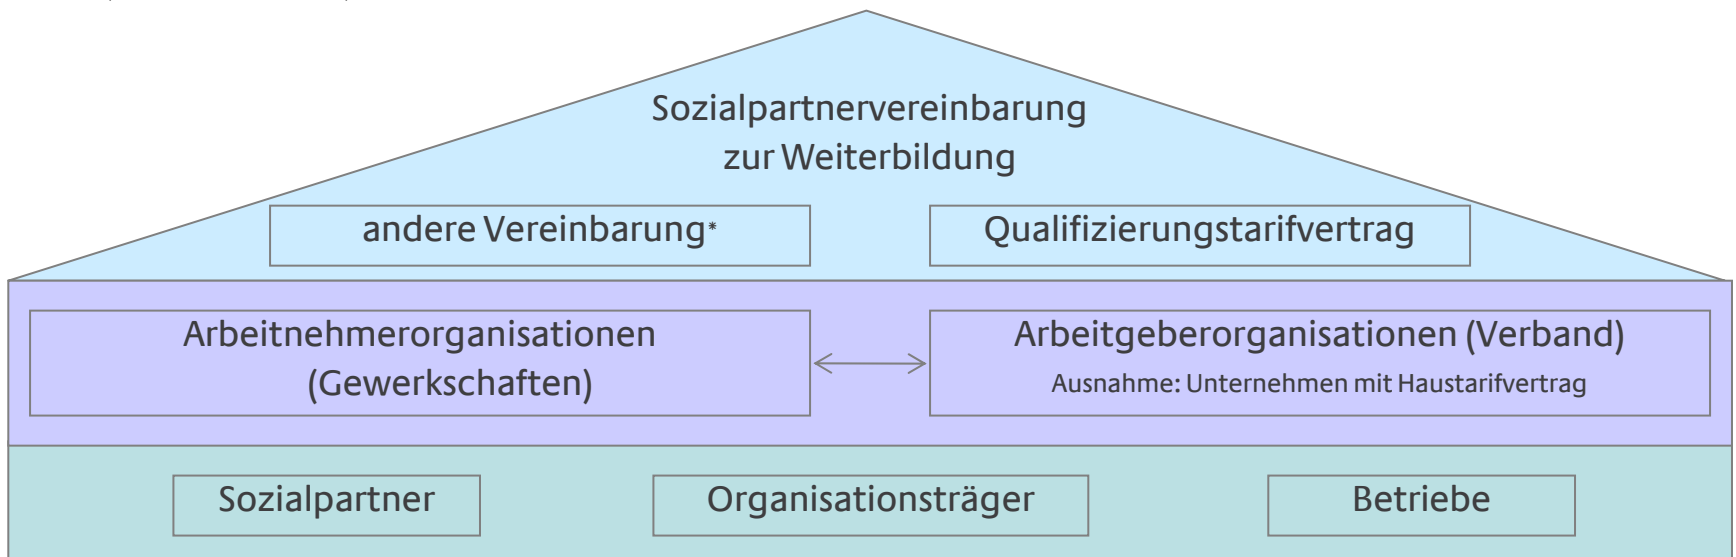 Sozialpartnervereinbarung
zur Weiterbildung
andere Vereinbarung*
Qualifizierungstarifvertrag
Arbeitnehmerorganisationen
(Gewerkschaften)
Arbeitgeberorganisationen (Verband)
Ausnahme: Unternehmen mit Haustarifvertrag
Sozialpartner
Organisationsträger
Betriebe